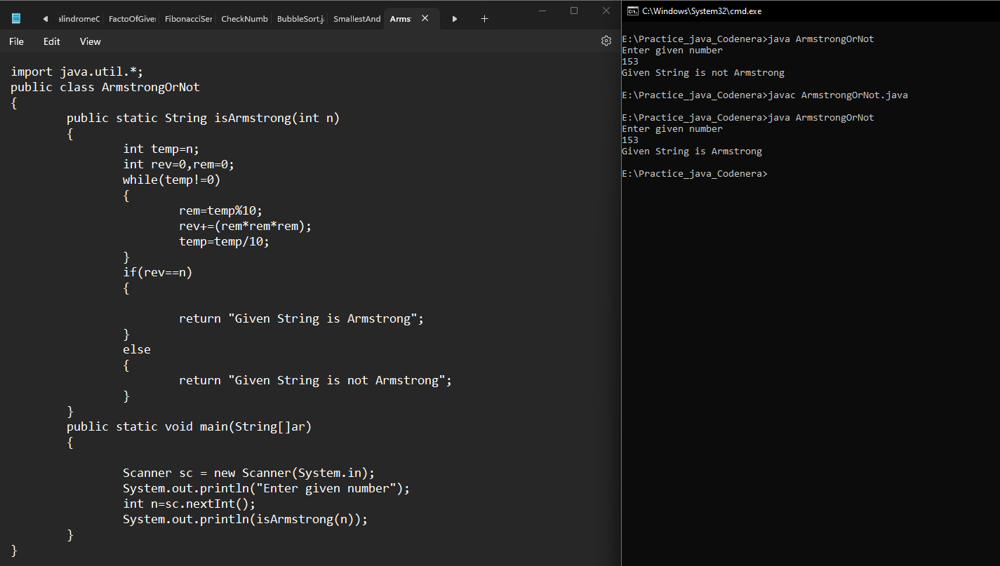 alindromeC FactoOfGiver FibonacciSer CheckNumb BubbleSort.j SmallestAnd Arms
File Edit View
import java.util.*;
public class ArmstrongOrNot
{
public static String isArmstrong(int n)
{
int temp=n;
int rev=0,rem=0;
while(temp!=0)
{
rem=temp%10;
rev+=(rem*rem*rem);
temp=temp/10;
}
if(rev==n)
{
return "Given String is Armstrong";
}
else
{
return "Given String is not Armstrong";
}
}
public static void main(String[]ar)
{
Scanner sc = new Scanner(System.in);
System.out.println("Enter given number");
int n=sc.nextInt();
System.out.println(isArmstrong(n));
}
}
C:\Windows\System32\cmd.exe
E:\Practice_java_Codenera>java ArmstrongOrNot
Enter given number
153
Given String is not Armstrong
E:\Practice_java_Codenera>javac ArmstrongOrNot.java
E:\Practice_java_Codenera>java ArmstrongOrNot
Enter given number
153
Given String is Armstrong
E:\Practice_java_Codenera>